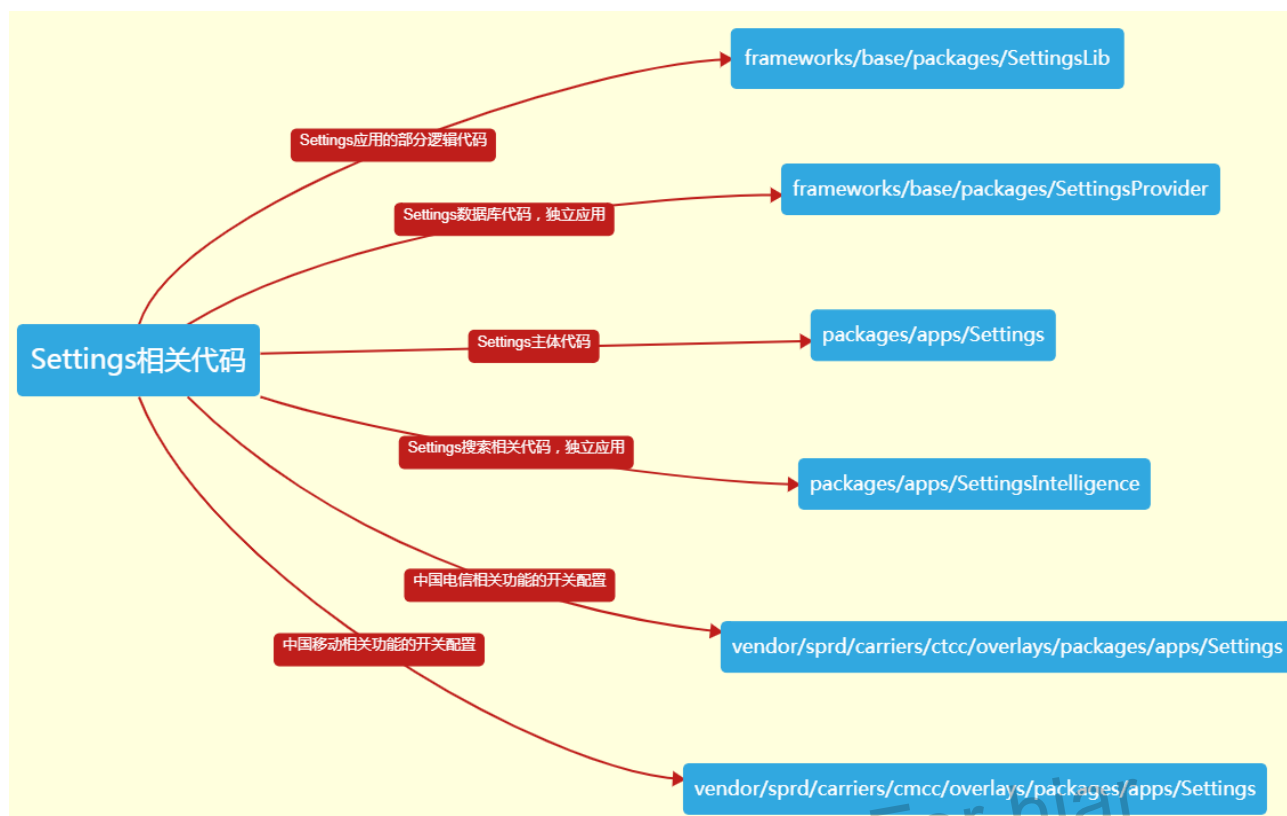 frameworks/base/packages/SettingsLib
Settings应用的部分逻辑代码
frameworks/base/packages/SettingsProvider
Settings数据库代码，独立应用
packages/apps/Settings
Settings主体代码
Settings相关代码
Settings搜索相关代码，独立应用
packages/apps/SettingsIntelligence
中国电信相关功能的开关配置
vendor/sprd/carriers/ctcc/overlays/packages/apps/Settings
中国移动相关功能的开关配置
vendor/sprd/carriers/cmcc/overlays/packages/apps/Settings
For